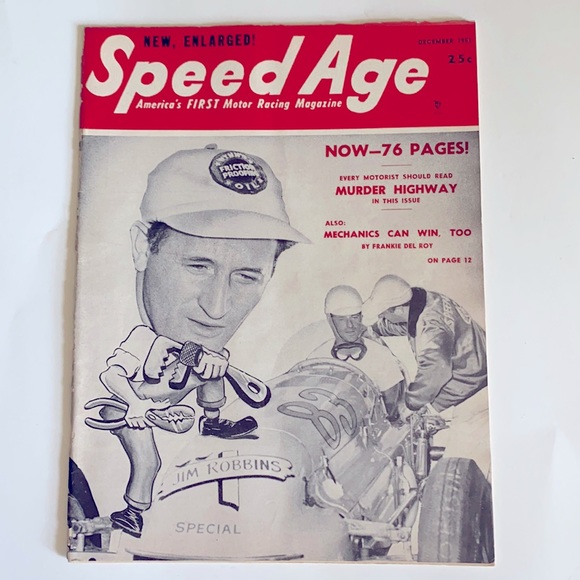 NEW, ENLARGED!
DECEMBER 1951
25c
Speed Age
America's FIRST Motor Racing Magazine
NOW—76 PAGES!
EVERY MOTORIST SHOULD READ
MURDER HIGHWAY
IN THIS ISSUE
ALSO:
MECHANICS CAN WIN, TOO
BY FRANKIE DEL ROY
ON PAGE 12
FRICTION
PROOFING
OILS
83
JIM ROBBINS
SPECIAL